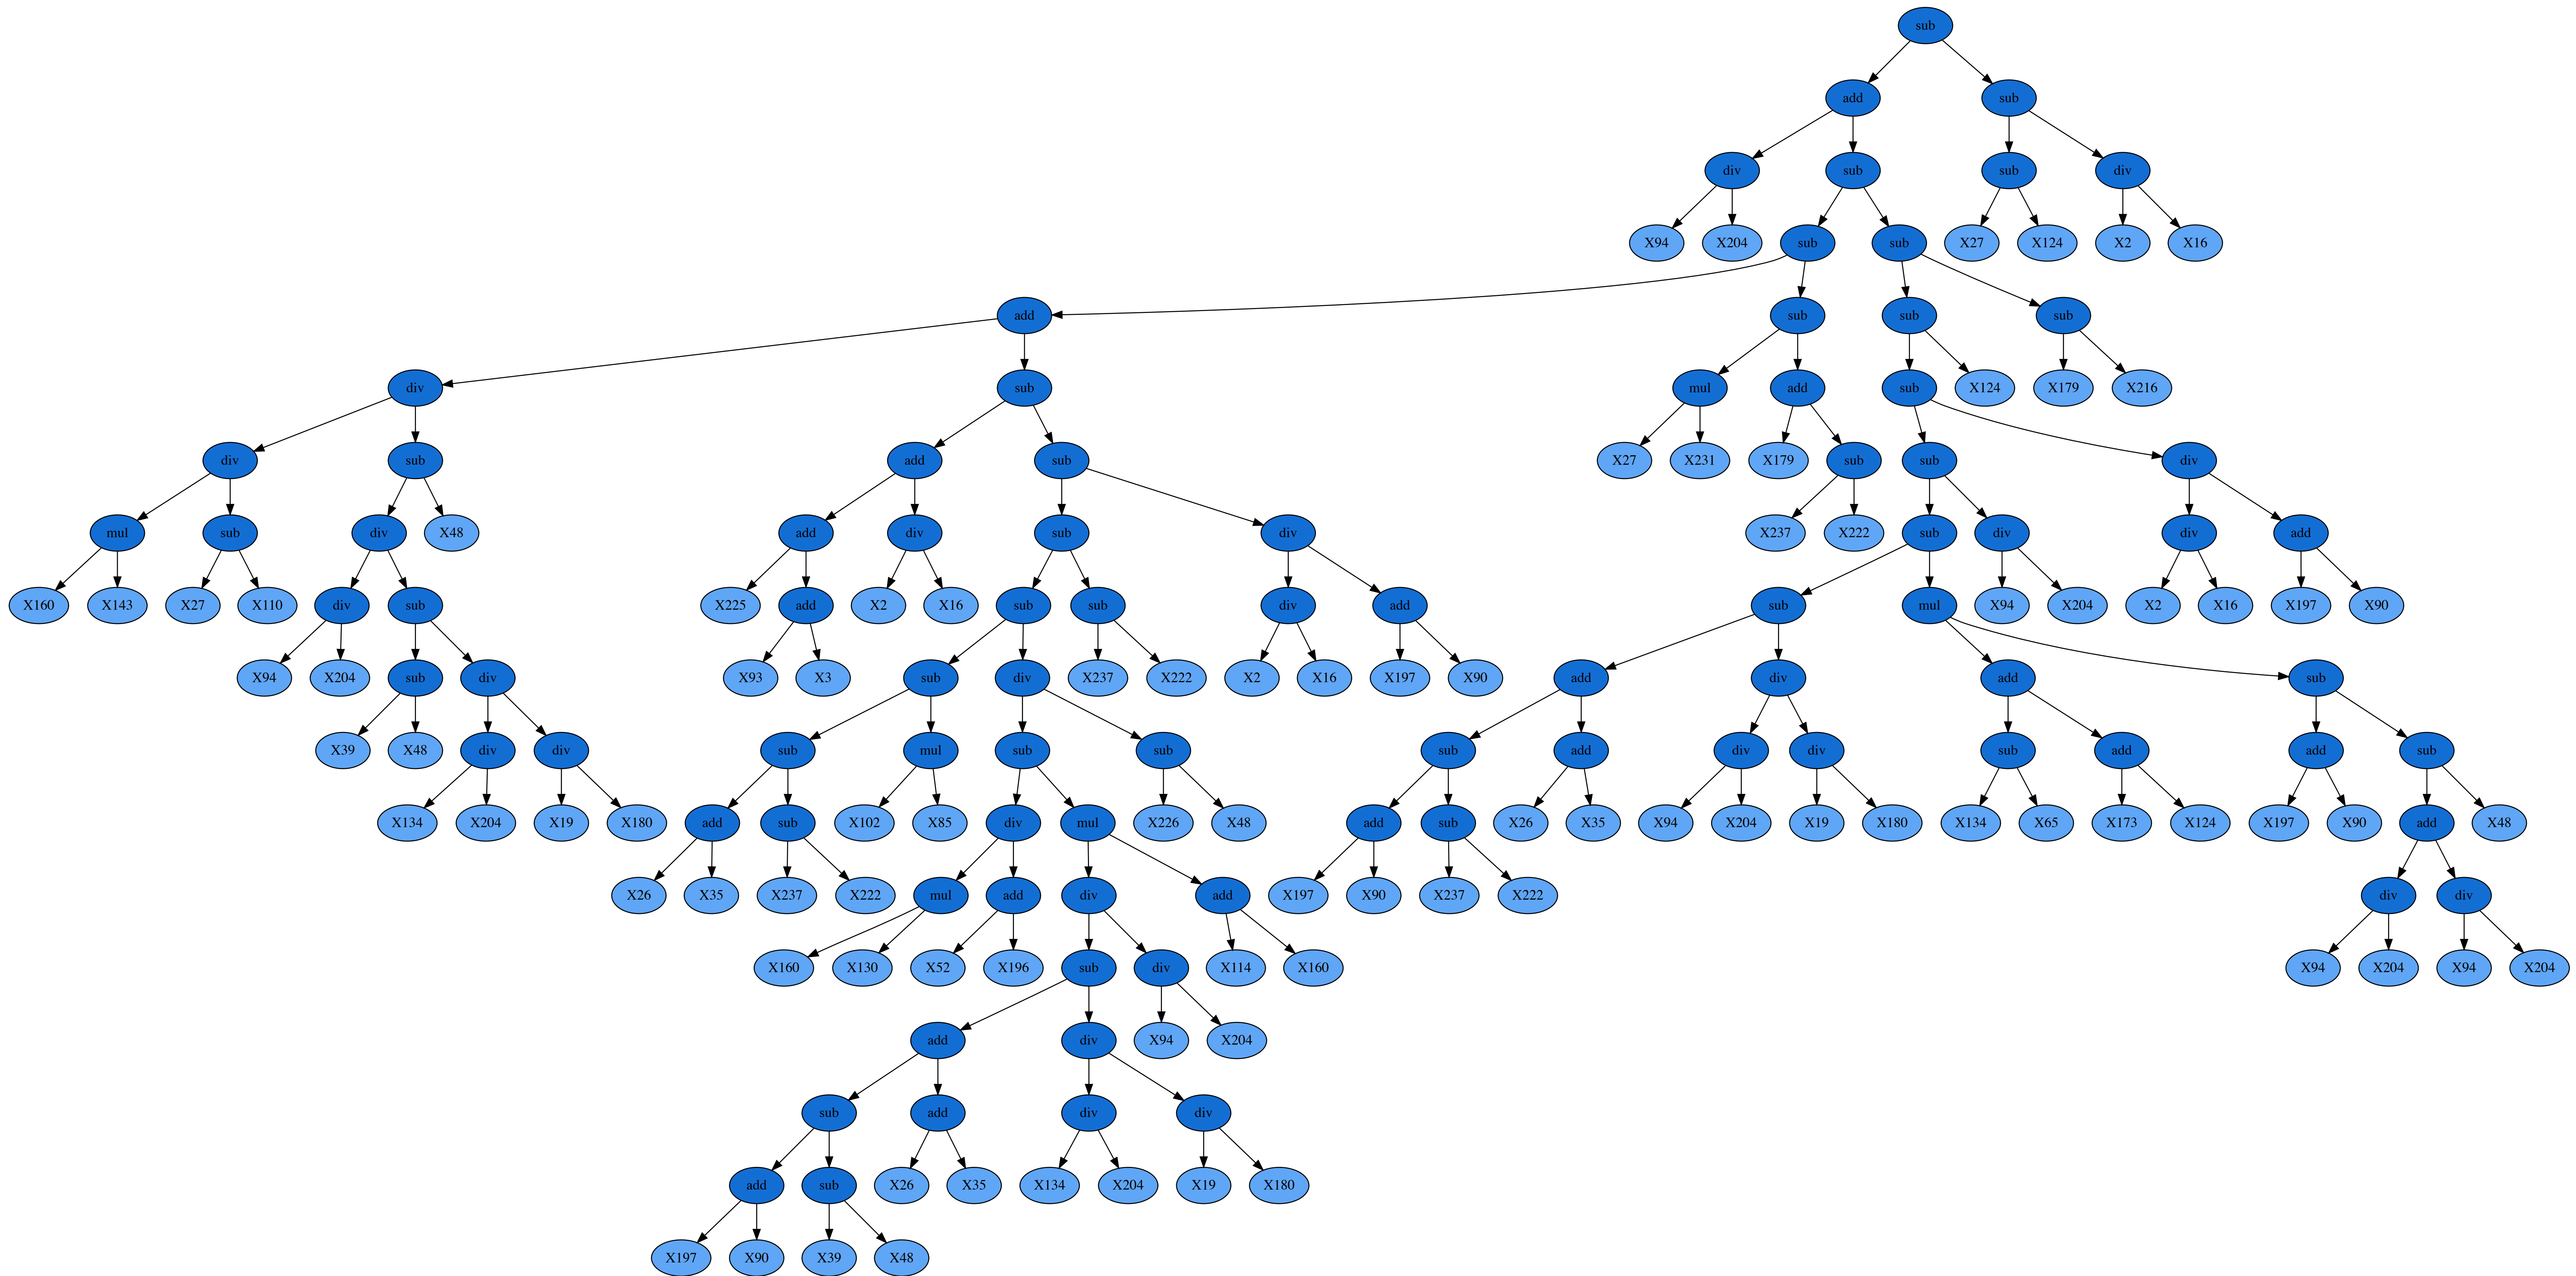 sub
add sub
div sub sub div
X94 X204 sub sub X27 X124 X2 X16
add sub sub sub
div sub mul add sub X124 X179 X216
div sub add sub X27 X231 X179 sub sub div
mul sub div X48 add div sub div X237 X222 sub div div add
X160 X143 X27 X110 div sub X225 add X2 X16 sub sub div add sub mul X94 X204 X2 X16 X197 X90
X94 X204 sub div X93 X3 sub div X237 X222 X2 X16 X197 X90 add div add sub
X39 X48 div div sub mul sub sub sub add div div sub add add sub
X134 X204 X19 X180 add sub X102 X85 div mul X226 X48 add sub X26 X35 X94 X204 X19 X180 X134 X65 X173 X124 X197 X90 add X48
X26 X35 X237 X222 mul add div add X197 X90 X237 X222 div div
X160 X130 X52 X196 sub div X114 X160 X94 X204 X94 X204
add div X94 X204
sub add div div
add sub X26 X35 X134 X204 X19 X180
X197 X90 X39 X48